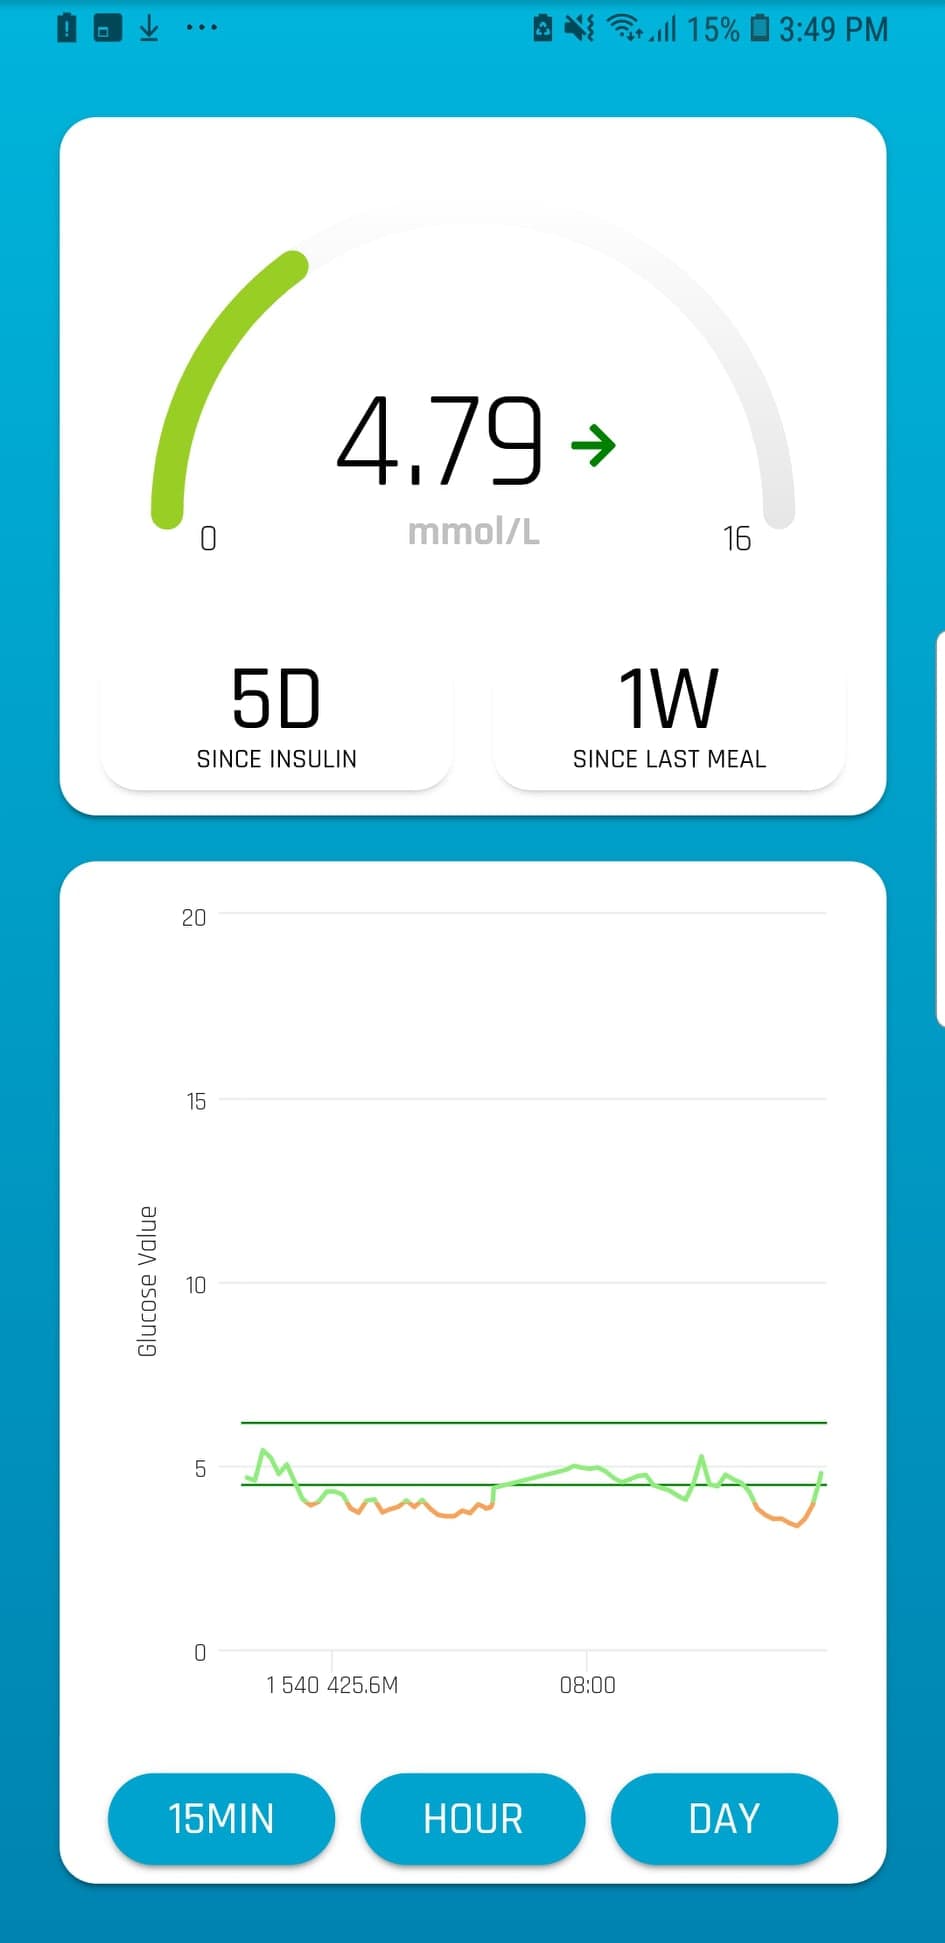 15% 3:49 PM
4.79
mmol/L
0
16
5D
SINCE INSULIN
1W
SINCE LAST MEAL
20
15
10
5
0
Glucose Value
1 540 425.6M
08:00
15MIN
HOUR
DAY